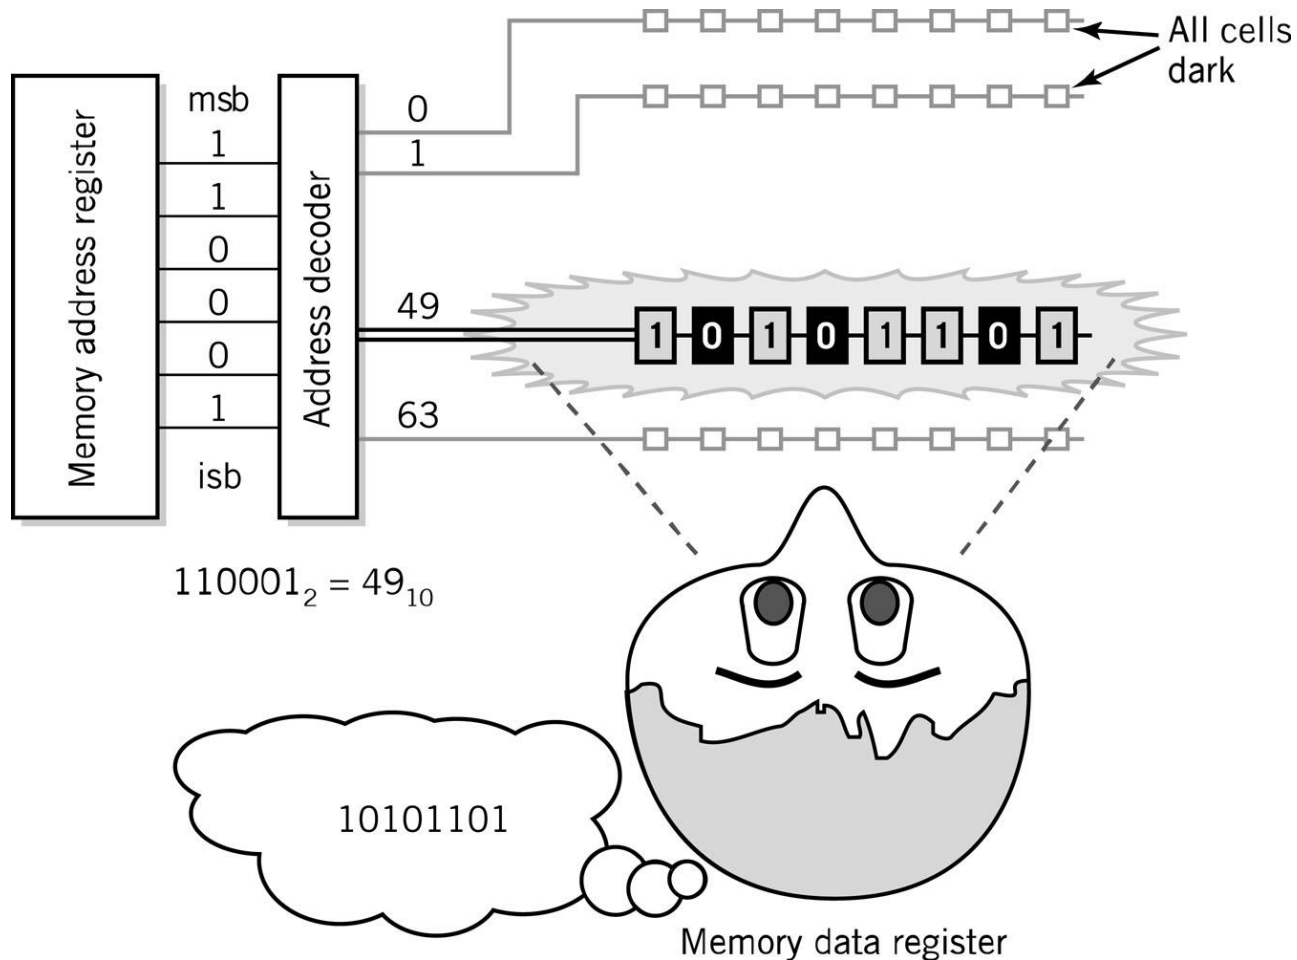 All cells
dark
Memory address register
msb
1
1
0
0
0
1
isb
Address decoder
0
1
49
1 0 1 0 1 1 0 1
63
110001₂ = 49₁₀
10101101
Memory data register